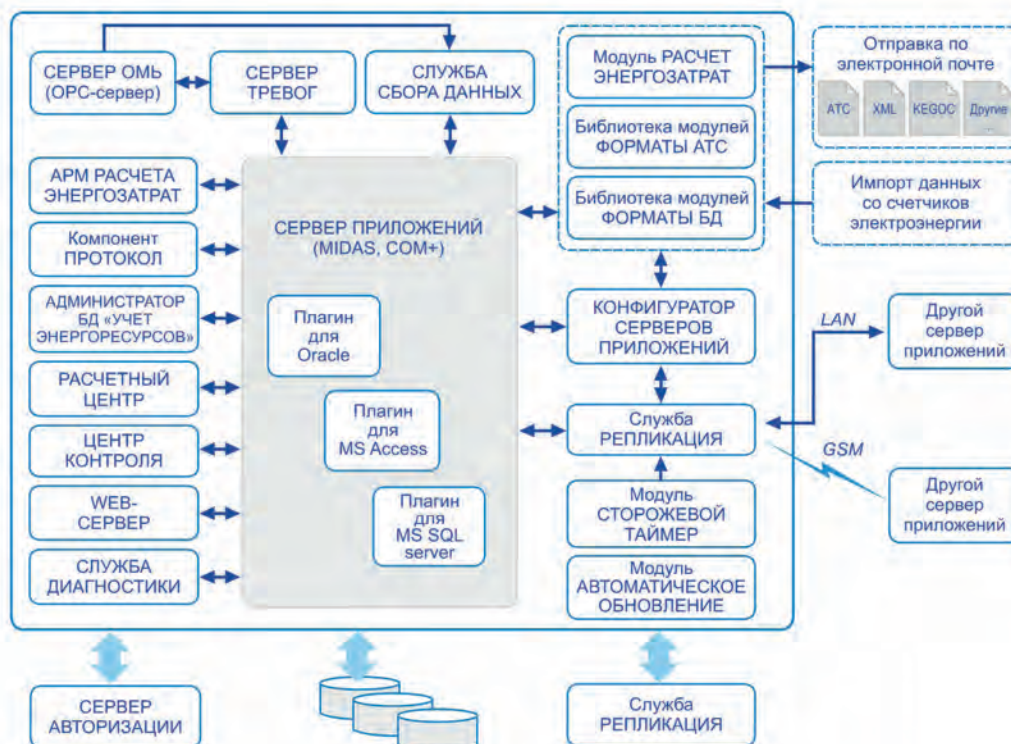 СЕРВЕР ОМЬ
(OPC-сервер)
СЕРВЕР
ТРЕВОГ
СЛУЖБА
СБОРА ДАННЫХ
Модуль РАСЧЕТ
ЭНЕРГОЗАТРАТ
Отправка по
электронной почте
АТС
XML
KEGOC
Другие
...
Библиотека модулей
ФОРМАТЫ АТС
Библиотека модулей
ФОРМАТЫ БД
Импорт данных
со счетчиков
электроэнергии
АРМ РАСЧЕТА
ЭНЕРГОЗАТРАТ
Компонент
ПРОТОКОЛ
АДМИНИСТРАТОР
БД «УЧЕТ
ЭНЕРГОРЕСУРСОВ»
РАСЧЕТНЫЙ
ЦЕНТР
ЦЕНТР
КОНТРОЛЯ
WEB-
СЕРВЕР
СЛУЖБА
ДИАГНОСТИКИ
СЕРВЕР ПРИЛОЖЕНИЙ
(MIDAS, COM+)
Плагин
для
Oracle
Плагин
для
MS Access
Плагин
для
MS SQL
server
КОНФИГУРАТОР
СЕРВЕРОВ
ПРИЛОЖЕНИЙ
Служба
РЕПЛИКАЦИЯ
Модуль
СТОРОЖЕВОЙ
ТАЙМЕР
Модуль
АВТОМАТИЧЕСКОЕ
ОБНОВЛЕНИЕ
LAN
Другой
сервер
приложений
GSM
Другой
сервер
приложений
СЕРВЕР
АВТОРИЗАЦИИ
Служба
РЕПЛИКАЦИЯ